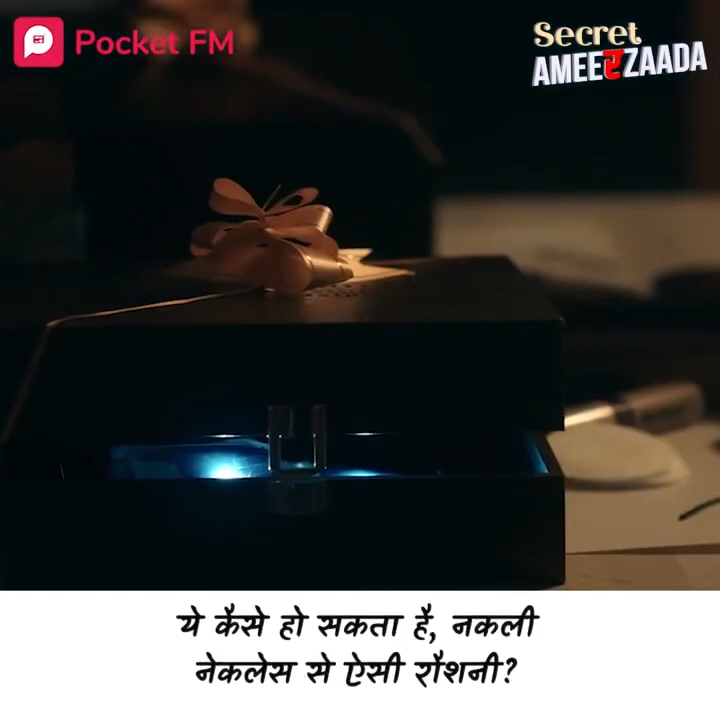 Pocket FM
Secret
AMEERZAADA
ये कैसे हो सकता है, नकली
नेकलेस से ऐसी रौशनी?